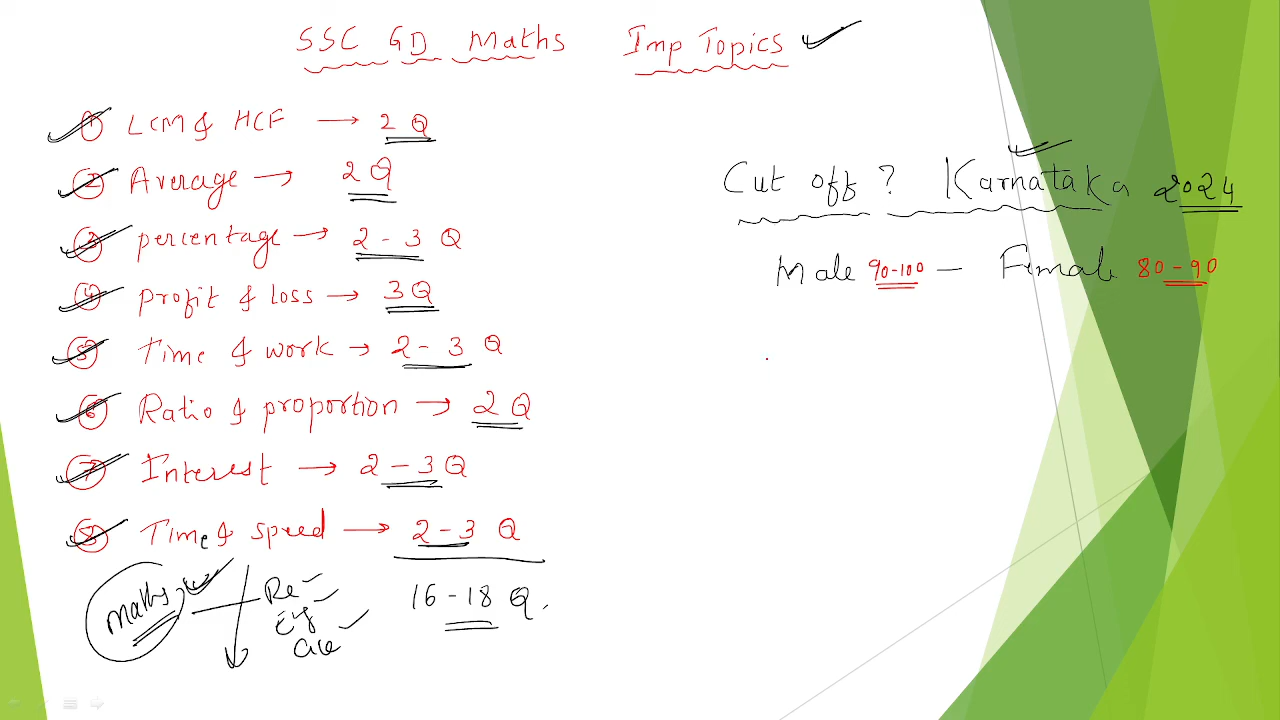 SSC GD Maths Imp Topics
① LCM & HCF → 2 Q
② Average → 2 Q
③ percentage → 2 - 3 Q
④ profit & loss → 3 Q
⑤ Time & work → 2 - 3 Q
⑥ Ratio & proportion → 2 Q
⑦ Interest → 2 - 3 Q
⑧ Time & speed → 2 - 3 Q
16 - 18 Q
maths
Re
Cut off ? Karnataka 2024
Male 90-100 — Female 80 - 90